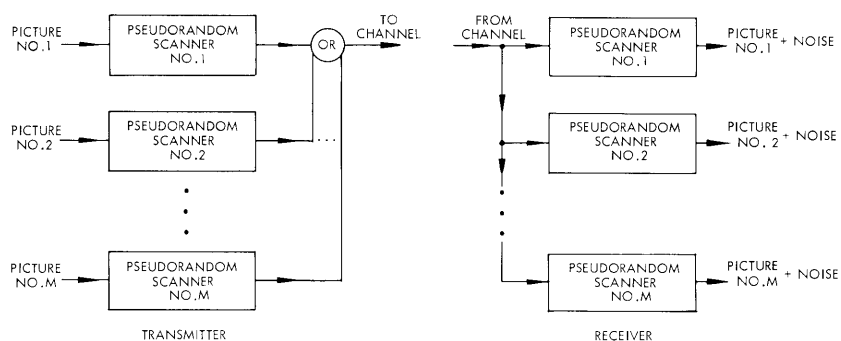 PICTURE
NO.1
PSEUDORANDOM
SCANNER
NO.1
OR
TO
CHANNEL
FROM
CHANNEL
PSEUDORANDOM
SCANNER
NO.1
PICTURE
NO.1 + NOISE
PICTURE
NO.2
PSEUDORANDOM
SCANNER
NO.2
PSEUDORANDOM
SCANNER
NO.2
PICTURE
NO. 2 + NOISE
PICTURE
NO.M
PSEUDORANDOM
SCANNER
NO.M
PSEUDORANDOM
SCANNER
NO.M
PICTURE
NO.M + NOISE
TRANSMITTER
RECEIVER